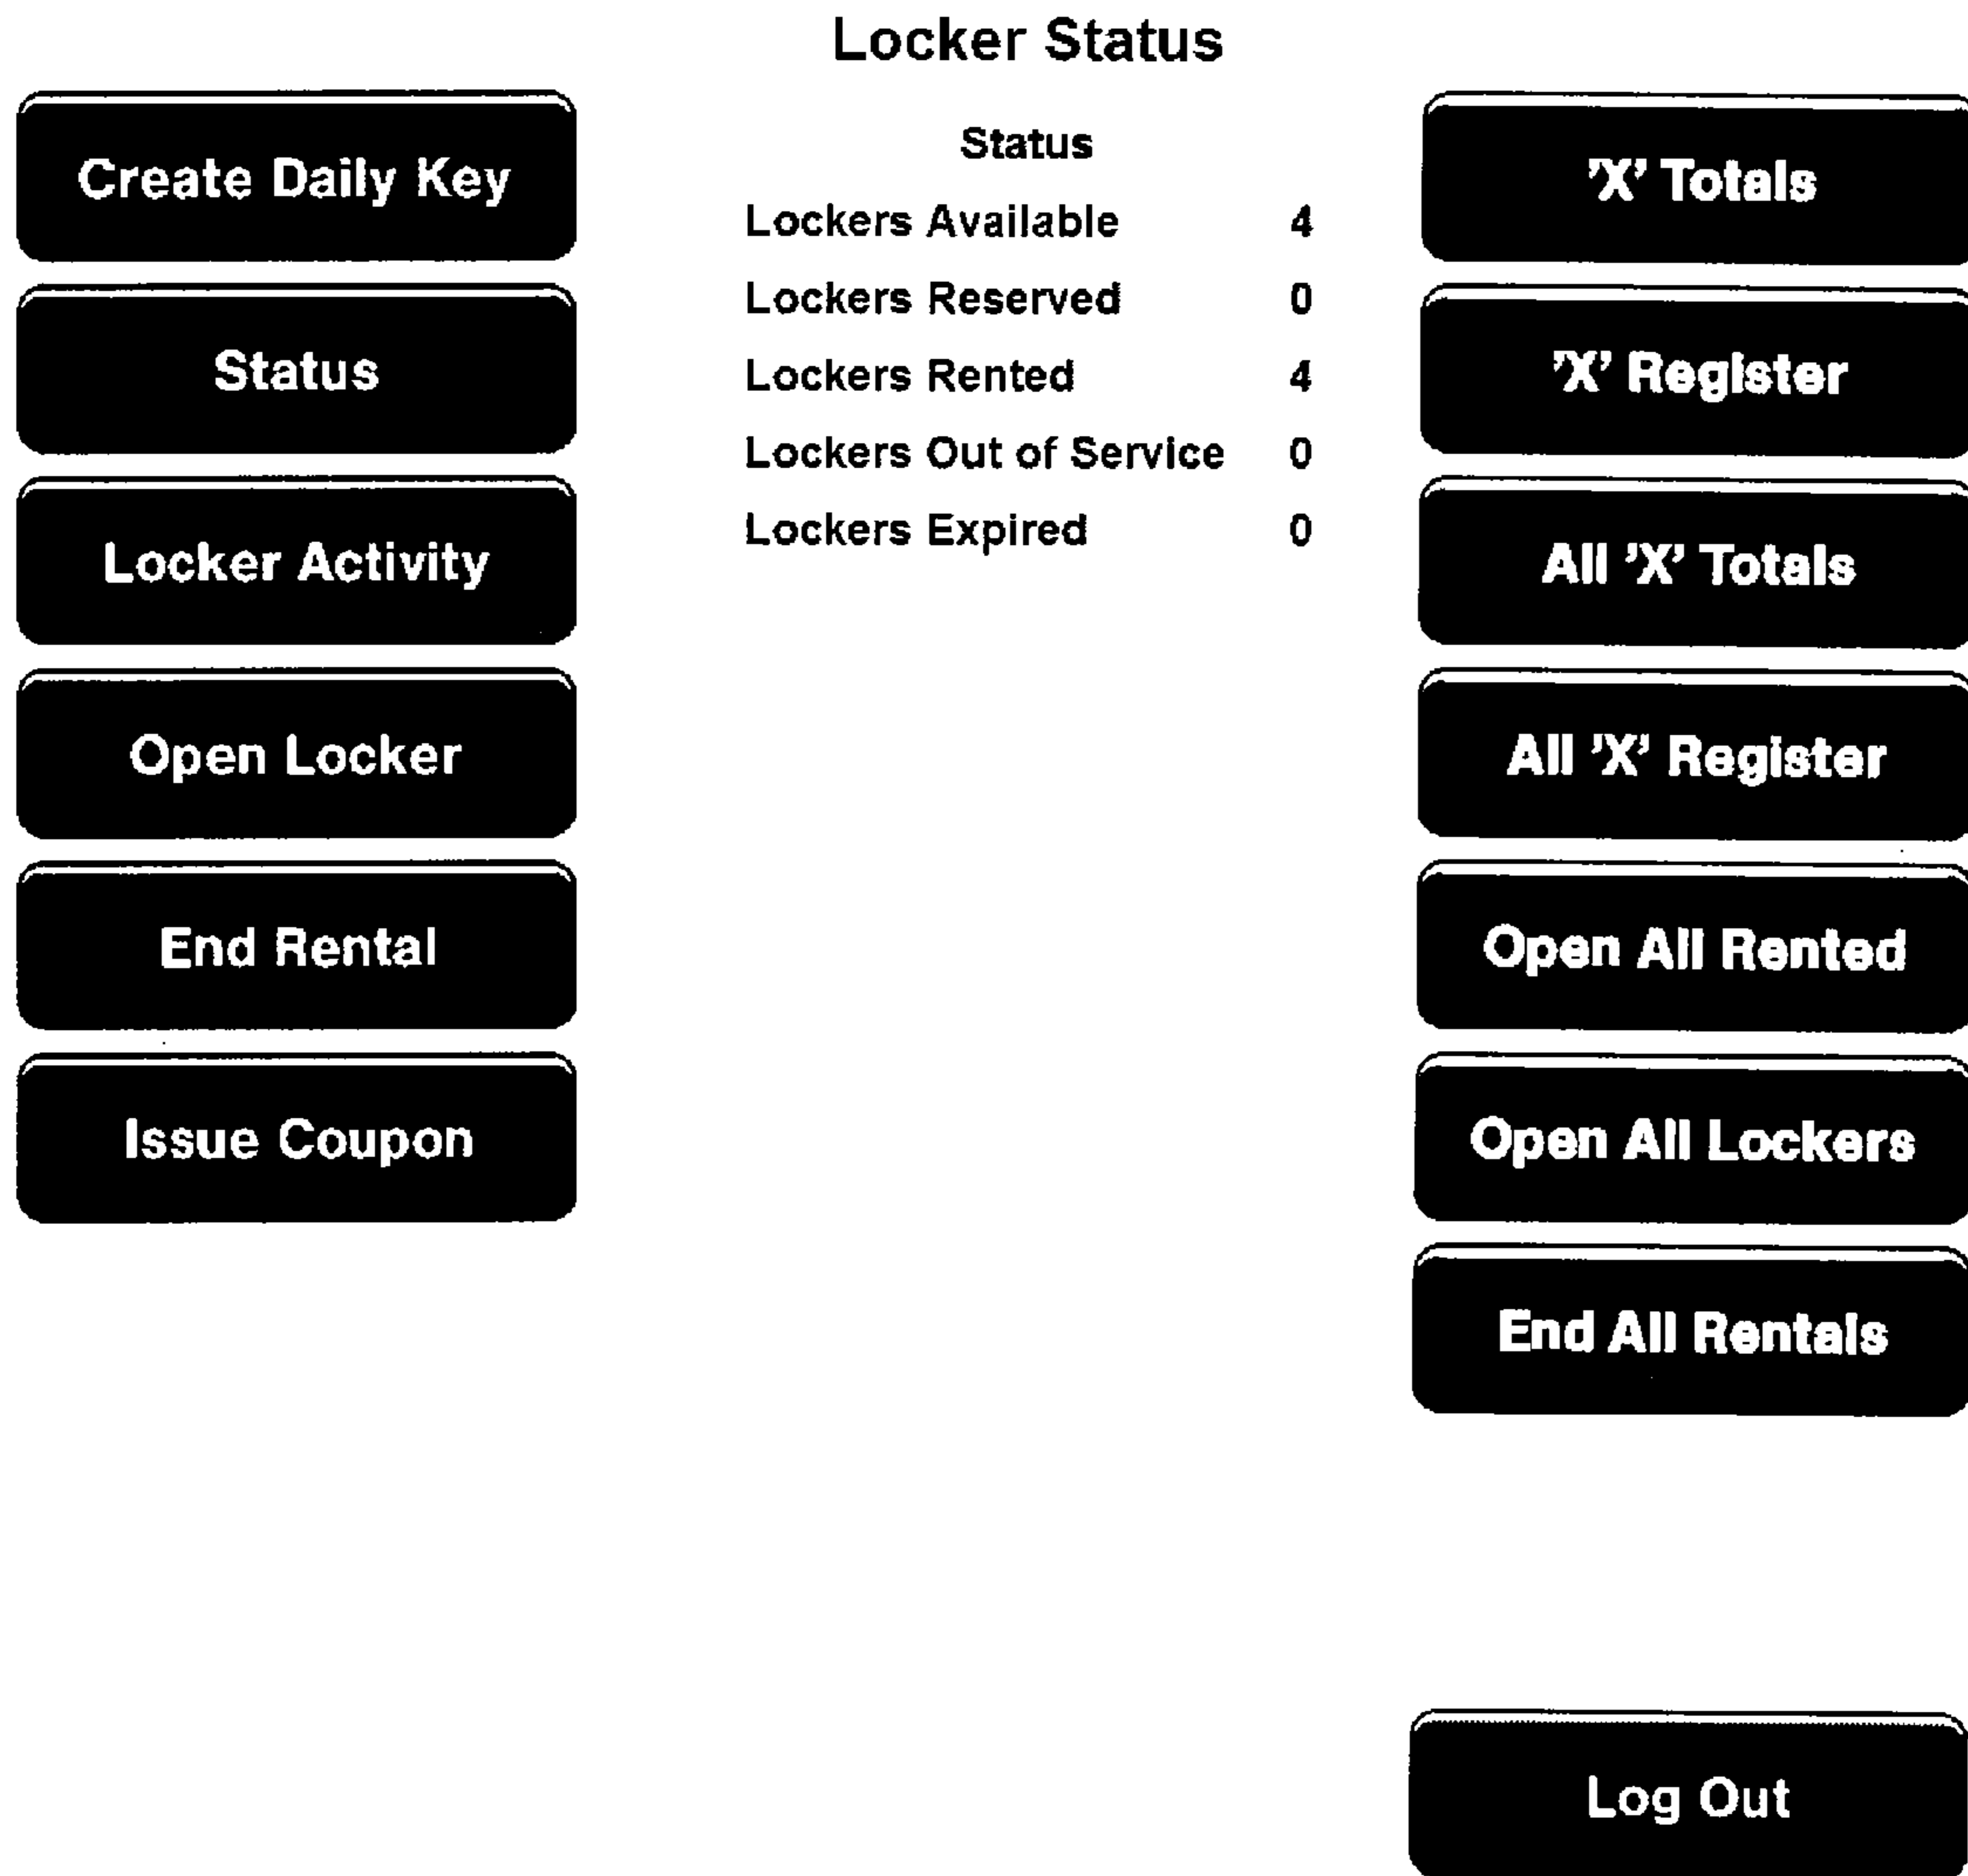 Locker Status
Create Daily Key
Status
Locker Activity
Open Locker
End Rental
Issue Coupon
Status
Lockers Available 4
Lockers Reserved 0
Lockers Rented 4
Lockers Out of Service 0
Lockers Expired 0
'X' Totals
'X' Register
All 'X' Totals
All 'X' Register
Open All Rented
Open All Lockers
End All Rentals
Log Out